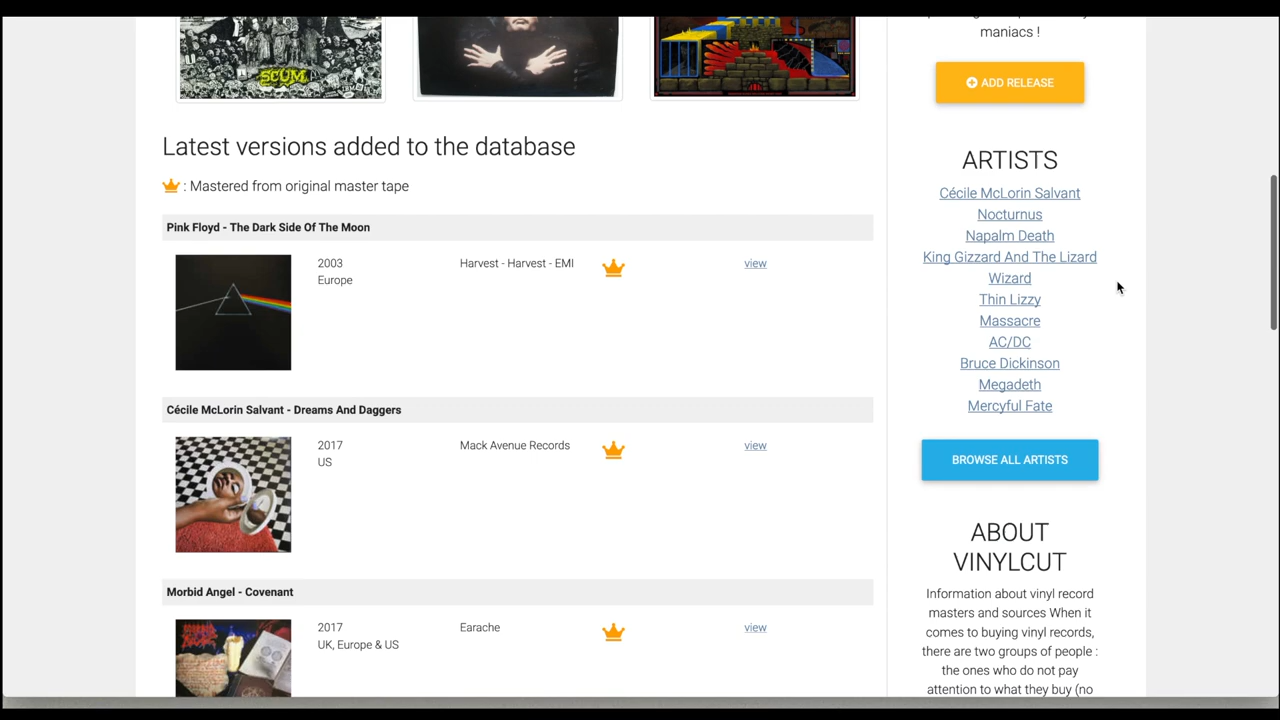 SCUM
maniacs !
ADD RELEASE
Latest versions added to the database
: Mastered from original master tape
Pink Floyd - The Dark Side Of The Moon
2003
Europe
Harvest - Harvest - EMI
view
Cécile McLorin Salvant - Dreams And Daggers
2017
US
Mack Avenue Records
view
Morbid Angel - Covenant
2017
UK, Europe & US
Earache
view
ARTISTS
Cécile McLorin Salvant
Nocturnus
Napalm Death
King Gizzard And The Lizard
Wizard
Thin Lizzy
Massacre
AC/DC
Bruce Dickinson
Megadeth
Mercyful Fate
BROWSE ALL ARTISTS
ABOUT
VINYLCUT
Information about vinyl record
masters and sources When it
comes to buying vinyl records,
there are two groups of people :
the ones who do not pay
attention to what they buy (no